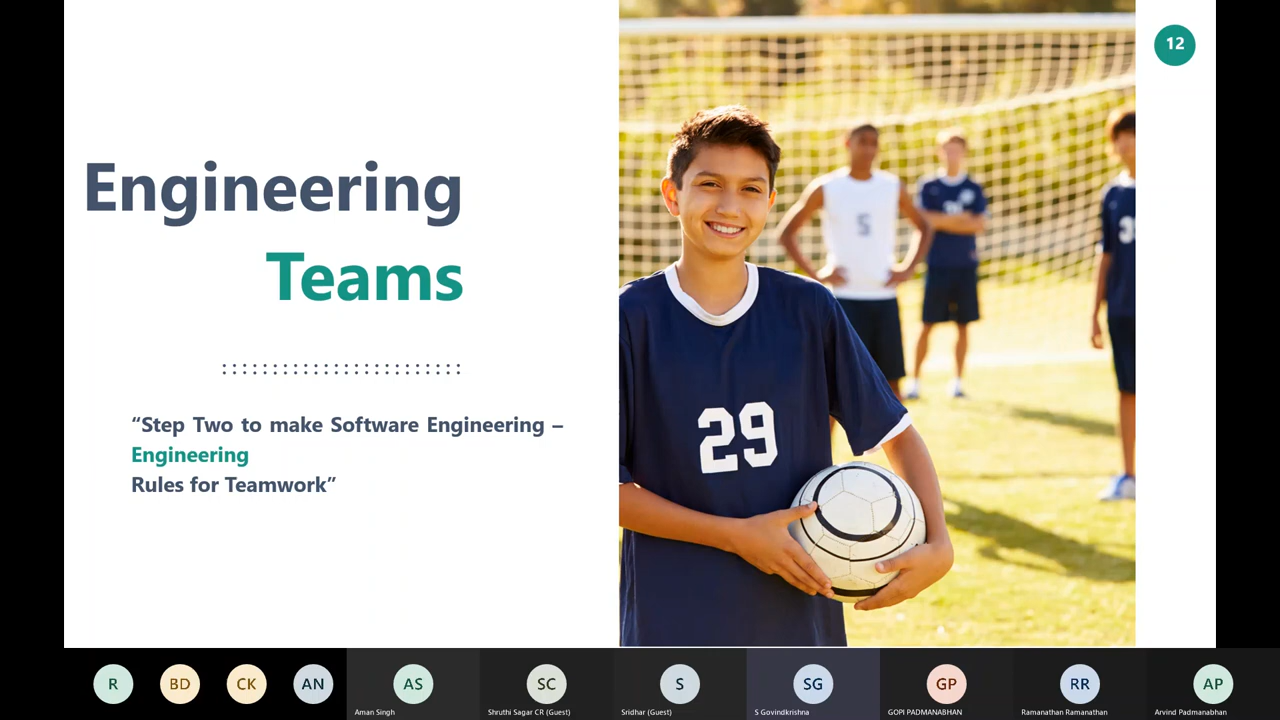 12
Engineering
Teams
“Step Two to make Software Engineering –
Engineering
Rules for Teamwork”
5
29
R
BD
CK
AN
AS
SC
S
SG
GP
RR
AP
Aman Singh
Shruthi Sagar CR (Guest)
Sridhar (Guest)
S Govindkrishna
GOPI PADMANABHAN
Ramanathan Ramanathan
Arvind Padmanabhan